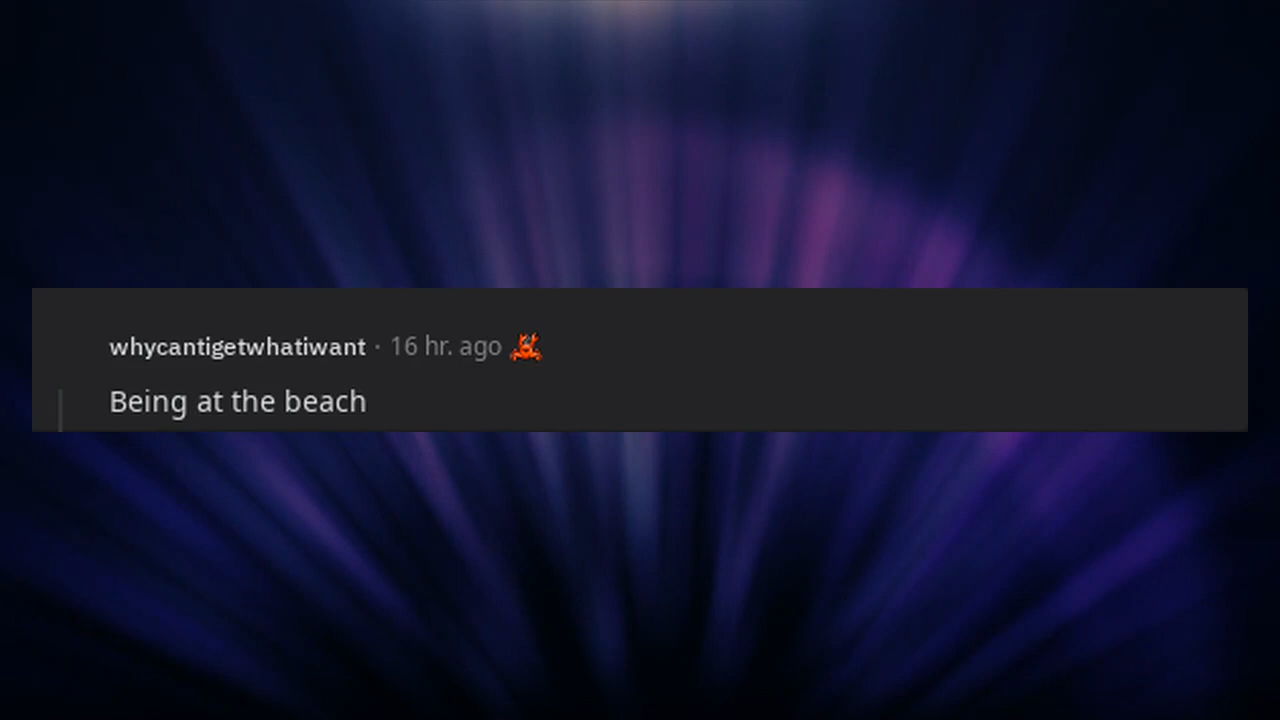 whycantigetwhatiwant · 16 hr. ago
Being at the beach